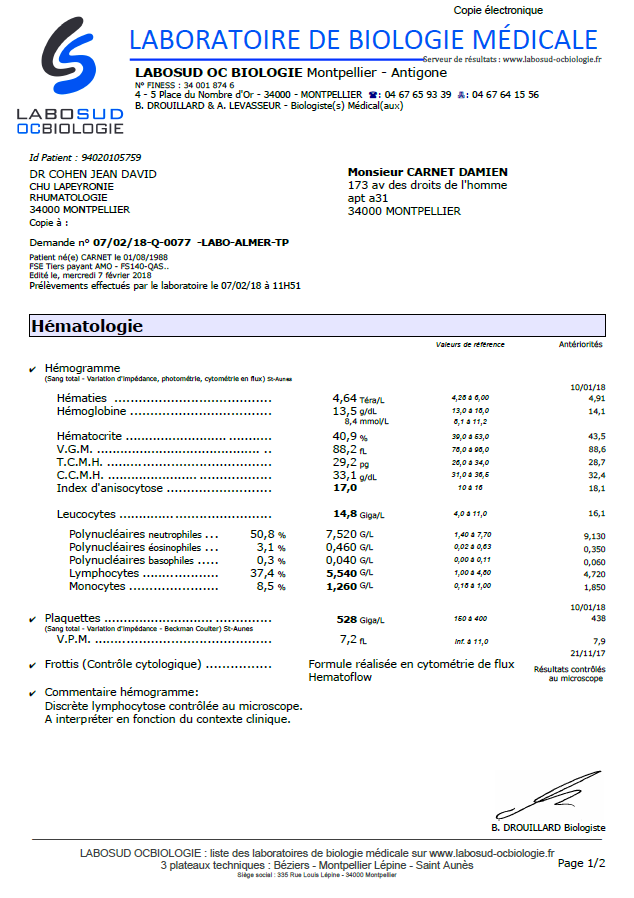 Copie électronique
LABORATOIRE DE BIOLOGIE MÉDICALE
Serveur de résultats : www.labosud-ocbiologie.fr
LABOSUD OC BIOLOGIE Montpellier - Antigone
N° FINESS : 34 001 874 6
4 - 5 Place du Nombre d'Or - 34000 - MONTPELLIER ☎: 04 67 65 93 39 🖷: 04 67 64 15 56
B. DROUILLARD & A. LEVASSEUR - Biologiste(s) Médical(aux)
LABOSUD
OCBIOLOGIE
Id Patient : 94020105759
DR COHEN JEAN DAVID
CHU LAPEYRONIE
RHUMATOLOGIE
34000 MONTPELLIER
Copie à :
Monsieur CARNET DAMIEN
173 av des droits de l'homme
apt a31
34000 MONTPELLIER
Demande n° 07/02/18-Q-0077 -LABO-ALMER-TP
Patient né(e) CARNET le 01/08/1988
FSE Tiers payant AMO - FS140-QAS..
Edité le, mercredi 7 février 2018
Prélèvements effectués par le laboratoire le 07/02/18 à 11H51
Hématologie
Valeurs de référence Antériorités
✔ Hémogramme
(Sang total - Variation d'impédance, photométrie, cytométrie en flux) St-Aunes
10/01/18
Hématies ...................................... 4,64 Téra/L 4,28 à 6,00 4,91
Hémoglobine .................................. 13,5 g/dL 13,0 à 18,0 14,1
8,4 mmol/L 8,1 à 11,2
Hématocrite ......................... .......... 40,9 % 39,0 à 53,0 43,5
V.G.M. ....................................... .. 88,2 fL 78,0 à 98,0 88,6
T.C.M.H. ....................................... 29,2 pg 26,0 à 34,0 28,7
C.C.M.H. ...................... ................ 33,1 g/dL 31,0 à 36,5 32,4
Index d'anisocytose ......................... 17,0 10 à 16 18,1
Leucocytes ..................................... 14,8 Giga/L 4,0 à 11,0 16,1
Polynucléaires neutrophiles ... 50,8 % 7,520 G/L 1,40 à 7,70 9,130
Polynucléaires éosinophiles ... 3,1 % 0,460 G/L 0,02 à 0,63 0,350
Polynucléaires basophiles ..... 0,3 % 0,040 G/L 0,00 à 0,11 0,060
Lymphocytes .................. 37,4 % 5,540 G/L 1,00 à 4,80 4,720
Monocytes ..................... 8,5 % 1,260 G/L 0,18 à 1,00 1,850
10/01/18
✔ Plaquettes .......................... ............. 528 Giga/L 150 à 400 438
(Sang total - Variation d'impédance - Beckman Coulter) St-Aunes
V.P.M. .......................................... 7,2 fL Inf. à 11,0 7,9
21/11/17
✔ Frottis (Contrôle cytologique) ................ Formule réalisée en cytométrie de flux Résultats contrôlés
Hematoflow au microscope
✔ Commentaire hémogramme:
Discrète lymphocytose contrôlée au microscope.
A interpréter en fonction du contexte clinique.
B. DROUILLARD Biologiste
LABOSUD OCBIOLOGIE : liste des laboratoires de biologie médicale sur www.labosud-ocbiologie.fr
3 plateaux techniques : Béziers - Montpellier Lépine - Saint Aunès
Siège social : 335 Rue Louis Lépine - 34000 Montpellier
Page 1/2